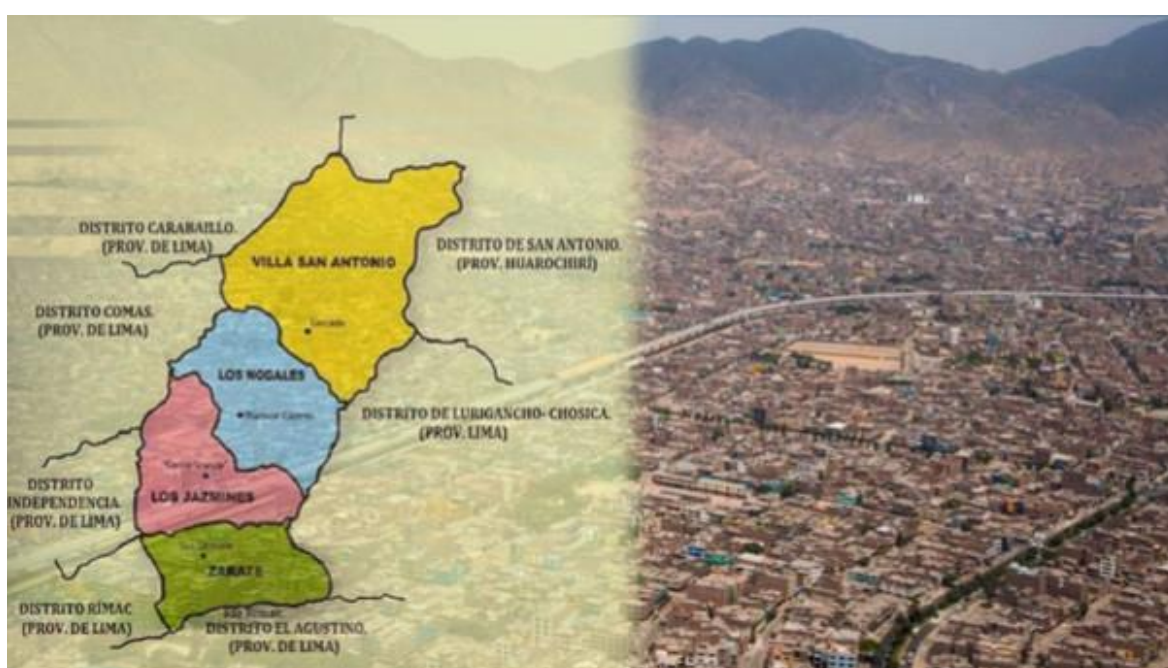 DISTRITO CARABAILLO.
(PROV. DE LIMA)
VILLA SAN ANTONIO
DISTRITO DE SAN ANTONIO.
(PROV. HUAROCHIRÍ)
DISTRITO COMAS.
(PROV. DE LIMA)
LOS NOGALES
DISTRITO DE LURIGANCHO- CHOSICA.
(PROV. LIMA)
DISTRITO
INDEPENDENCIA.
(PROV. DE LIMA)
LOS JAZMINES
ZARATE
DISTRITO RÍMAC
(PROV. DE LIMA)
DISTRITO EL AGUSTINO.
(PROV. DE LIMA)